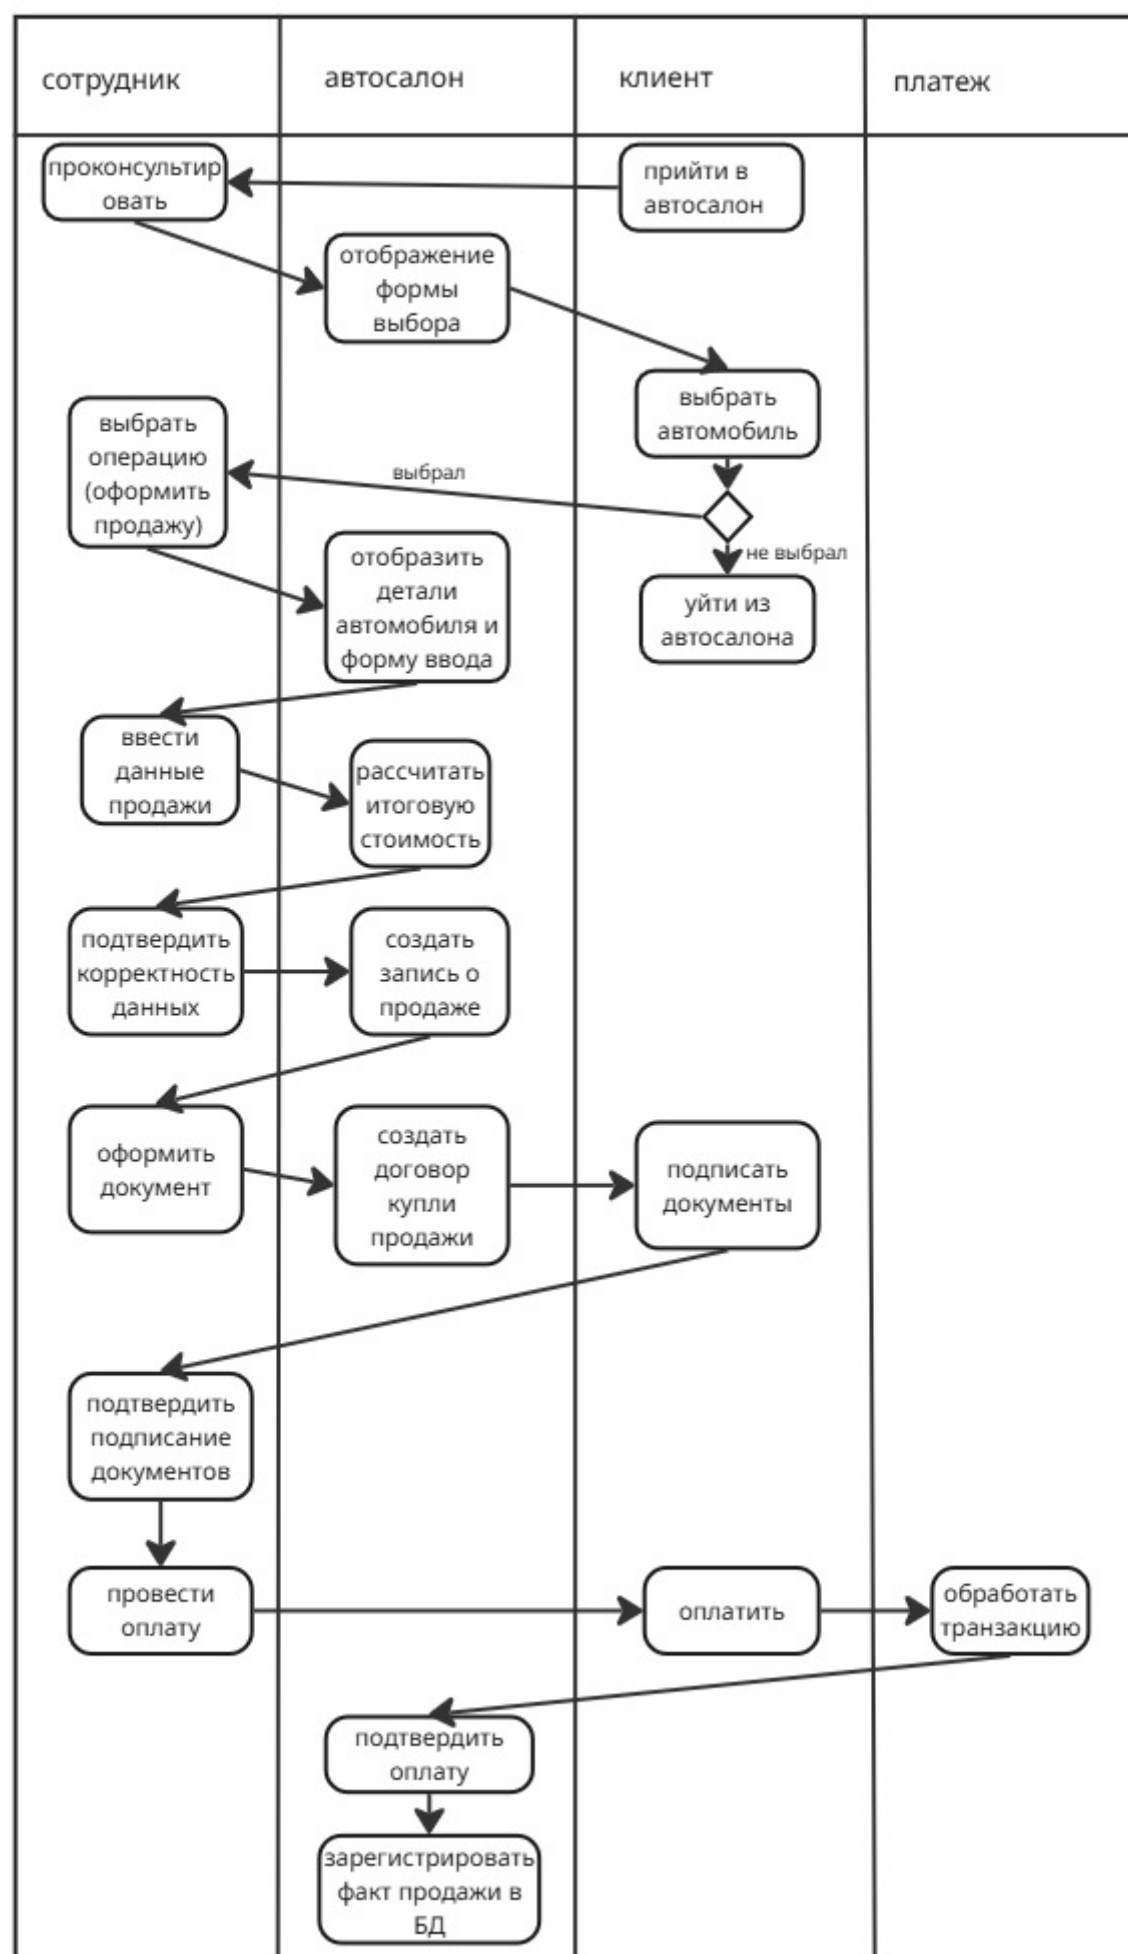 сотрудник
автосалон
клиент
платеж
проконсультир
овать
прийти в
автосалон
отображение
формы
выбора
выбрать
автомобиль
выбрать
операцию
(оформить
продажу)
выбрал
не выбрал
отобразить
детали
автомобиля и
форму ввода
уйти из
автосалона
ввести
данные
продажи
рассчитать
итоговую
стоимость
подтвердить
корректность
данных
создать
запись о
продаже
оформить
документ
создать
договор
купли
продажи
подписать
документы
подтвердить
подписание
документов
провести
оплату
оплатить
обработать
транзакцию
подтвердить
оплату
зарегистрировать
факт продажи в
БД